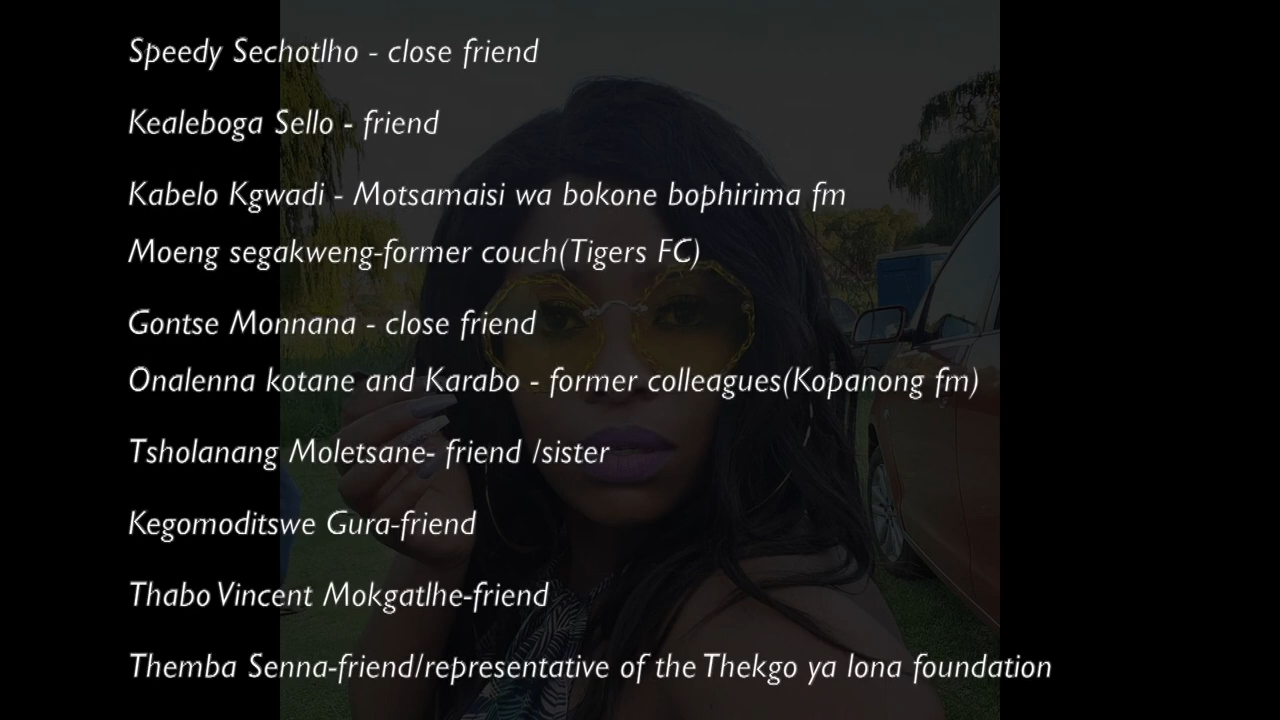 Speedy Sechotlho - close friend
Kealeboga Sello - friend
Kabelo Kgwadi - Motsamaisi wa bokone bophirima fm
Moeng segakweng-former couch(Tigers FC)
Gontse Monnana - close friend
Onalenna kotane and Karabo - former colleagues(Kopanong fm)
Tsholanang Moletsane- friend /sister
Kegomoditswe Gura-friend
Thabo Vincent Mokgatlhe-friend
Themba Senna-friend/representative of the Thekgo ya lona foundation